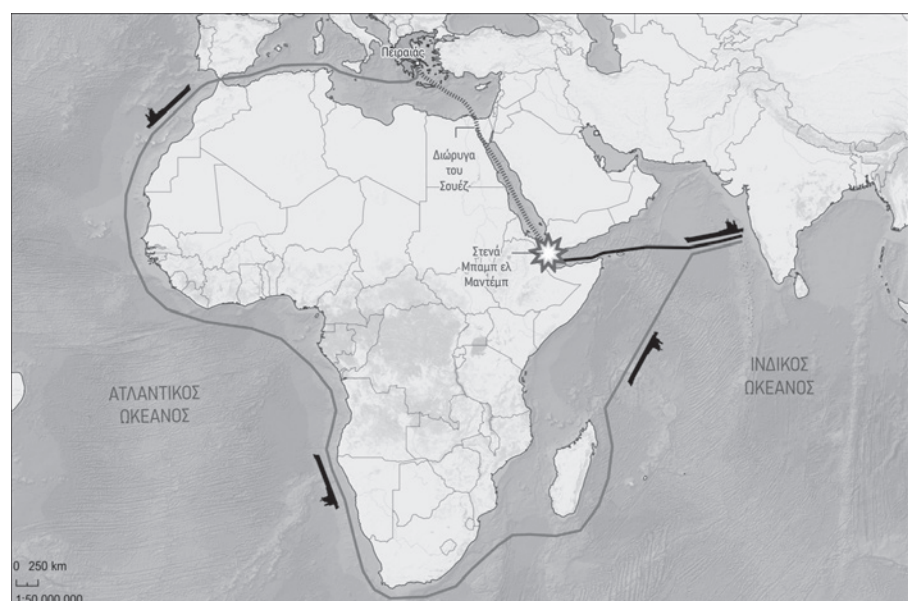 Πειραιάς
Διώρυγα
του
Σουέζ
Στενά
Μπαμπ ελ
Μαντέμπ
ΑΤΛΑΝΤΙΚΟΣ
ΩΚΕΑΝΟΣ
ΙΝΔΙΚΟΣ
ΩΚΕΑΝΟΣ
0 250 km
1:50 000 000